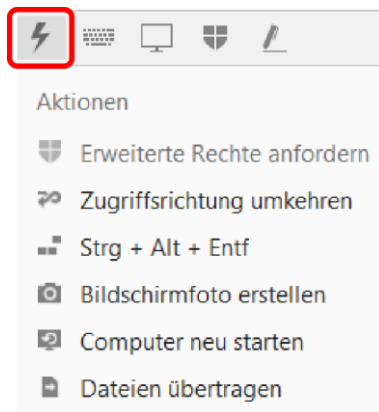 Aktionen
Erweiterte Rechte anfordern
Zugriffsrichtung umkehren
Strg + Alt + Entf
Bildschirmfoto erstellen
Computer neu starten
Dateien übertragen